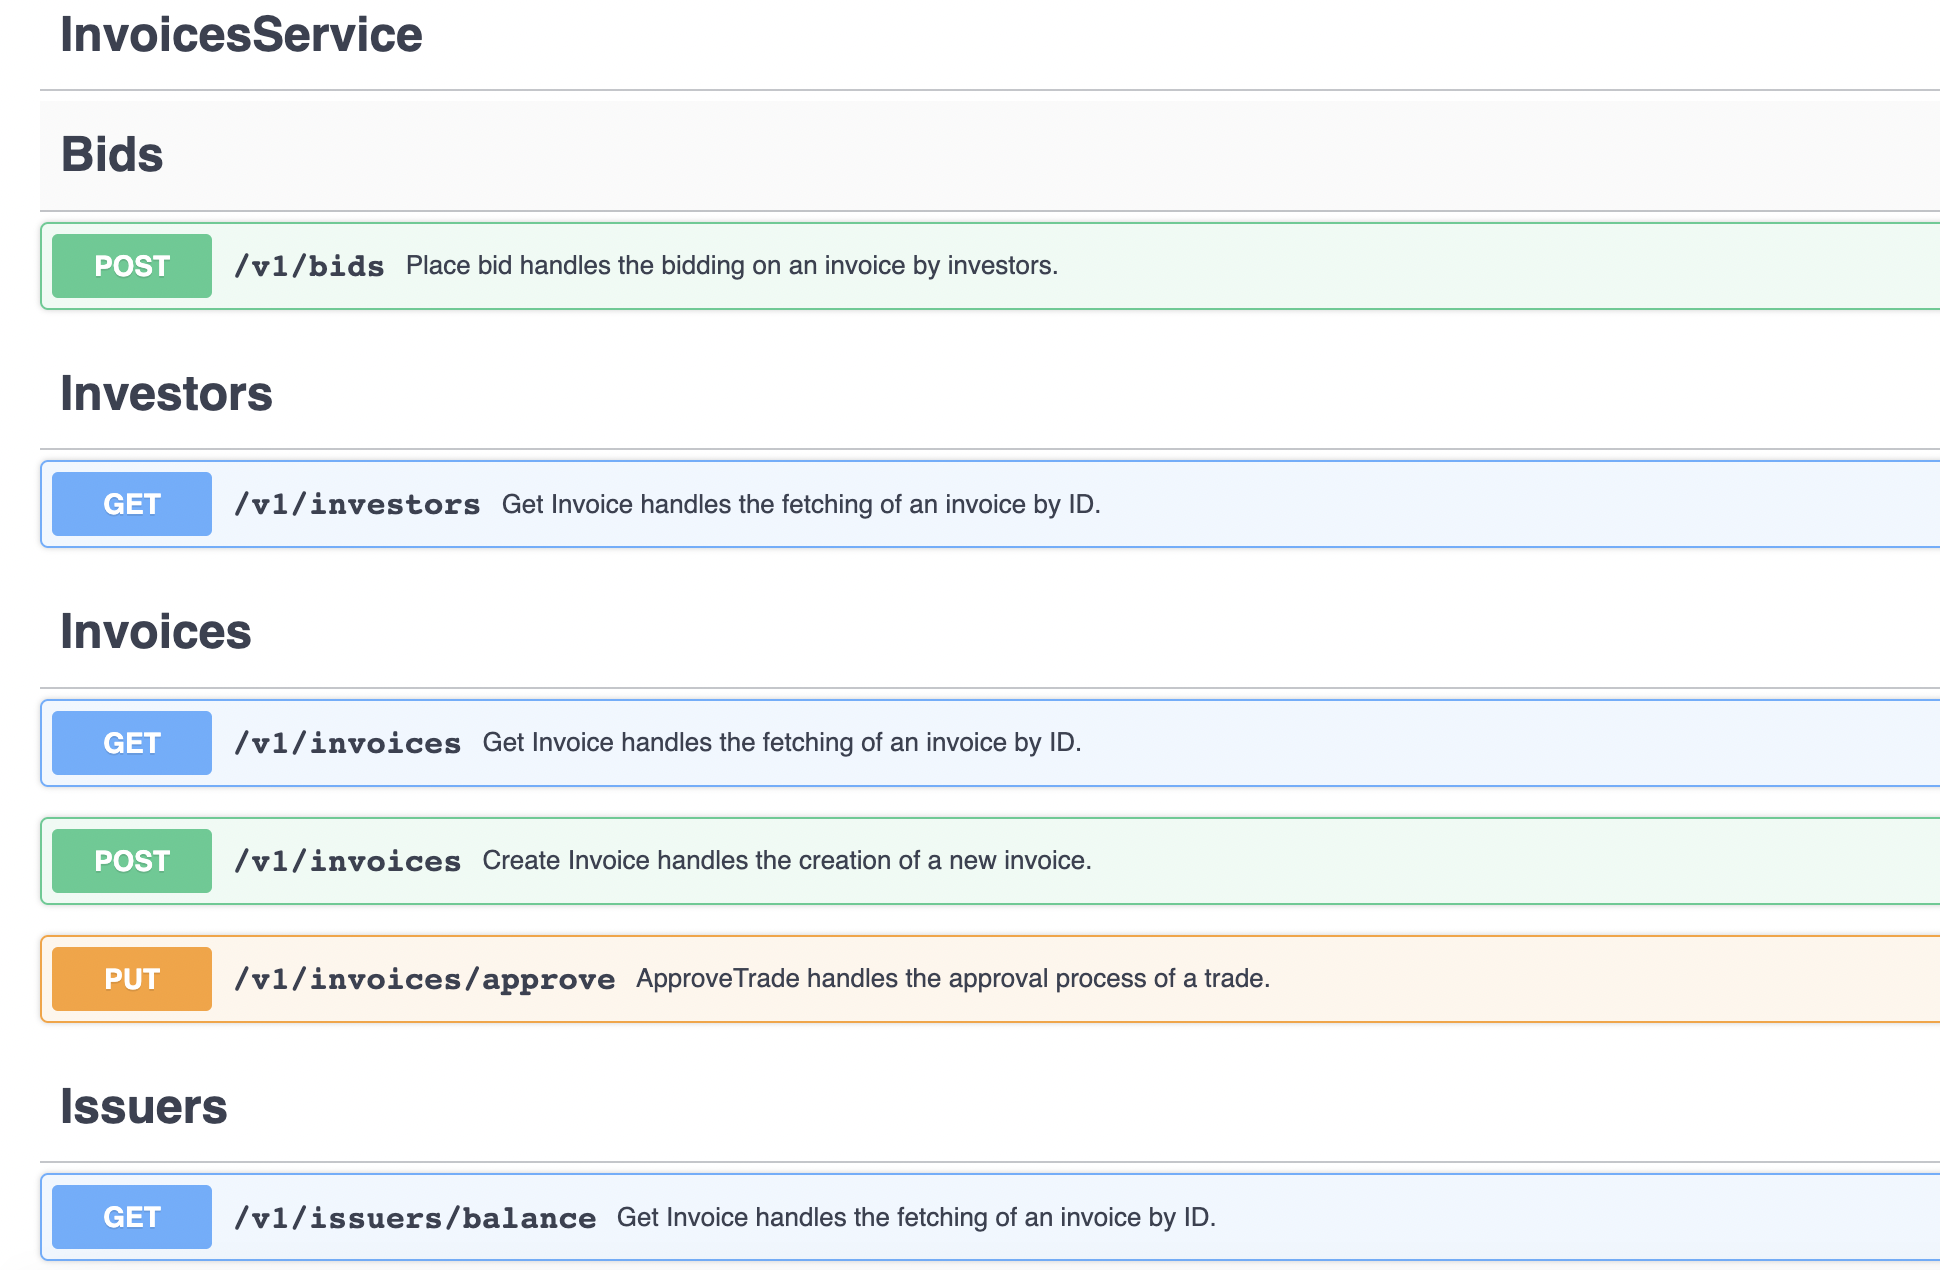 InvoicesService
Bids
POST /v1/bids Place bid handles the bidding on an invoice by investors.
Investors
GET /v1/investors Get Invoice handles the fetching of an invoice by ID.
Invoices
GET /v1/invoices Get Invoice handles the fetching of an invoice by ID.
POST /v1/invoices Create Invoice handles the creation of a new invoice.
PUT /v1/invoices/approve ApproveTrade handles the approval process of a trade.
Issuers
GET /v1/issuers/balance Get Invoice handles the fetching of an invoice by ID.